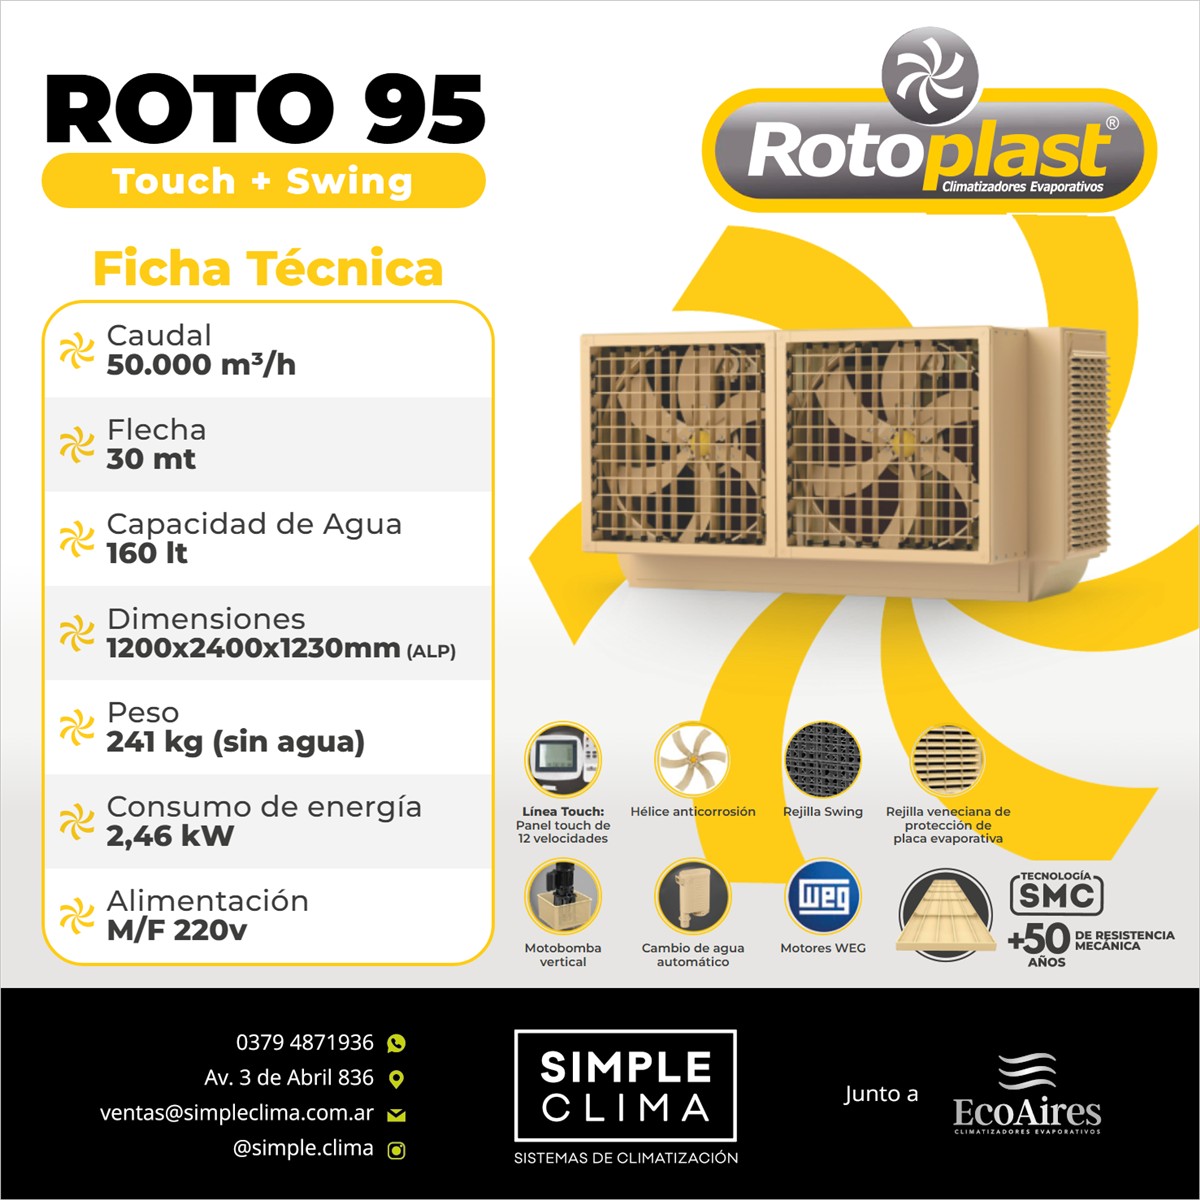 ROTO 95
Touch + Swing
Rotoplast®
Climatizadores Evaporativos
Ficha Técnica
Caudal
50.000 m³/h
Flecha
30 mt
Capacidad de Agua
160 lt
Dimensiones
1200x2400x1230mm (ALP)
Peso
241 kg (sin agua)
Consumo de energía
2,46 kW
Alimentación
M/F 220v
Línea Touch:
Panel touch de
12 velocidades
Hélice anticorrosión
Rejilla Swing
Rejilla veneciana de
protección de
placa evaporativa
Motobomba
vertical
Cambio de agua
automático
WEG
Motores WEG
TECNOLOGÍA
SMC
+50 DE RESISTENCIA
MECÁNICA
AÑOS
0379 4871936
Av. 3 de Abril 836
ventas@simpleclima.com.ar
@simple.clima
SIMPLE
CLIMA
SISTEMAS DE CLIMATIZACIÓN
Junto a
EcoAires
CLIMATIZADORES EVAPORATIVOS